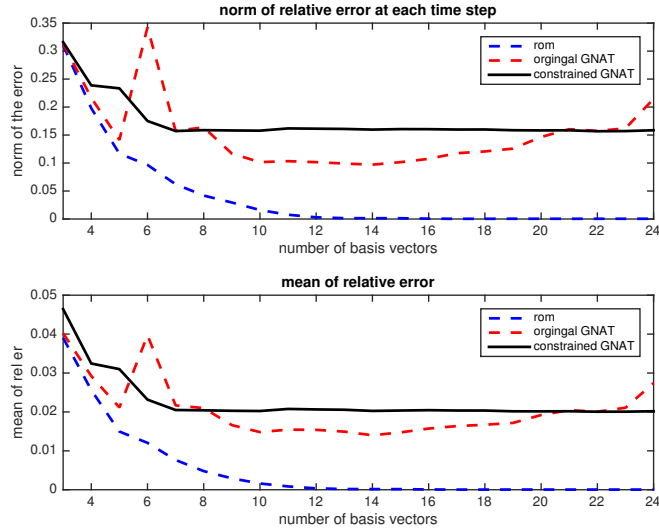 norm of relative error at each time step
norm of the error
0.35
0.3
0.25
0.2
0.15
0.1
0.05
0
rom
orgingal GNAT
constrained GNAT
4 6 8 10 12 14 16 18 20 22 24
number of basis vectors
mean of relative error
mean of rel er
0.05
0.04
0.03
0.02
0.01
0
rom
orgingal GNAT
constrained GNAT
4 6 8 10 12 14 16 18 20 22 24
number of basis vectors